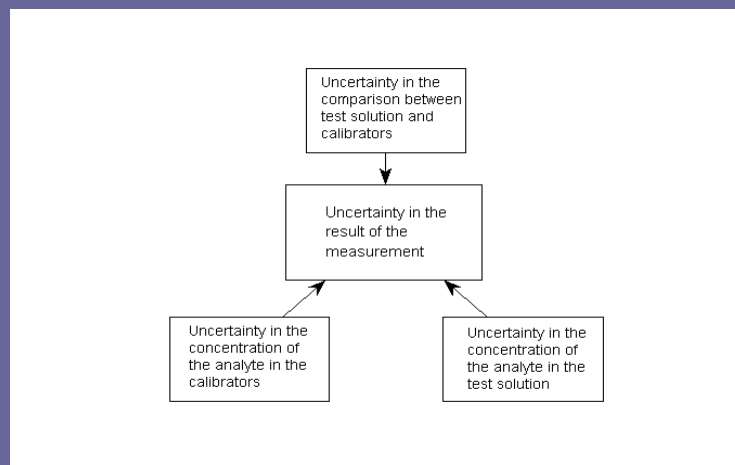 Uncertainty in the
comparison between
test solution and
calibrators
Uncertainty in the
result of the
measurement
Uncertainty in the
concentration of
the analyte in the
calibrators
Uncertainty in the
concentration of
the analyte in the
test solution